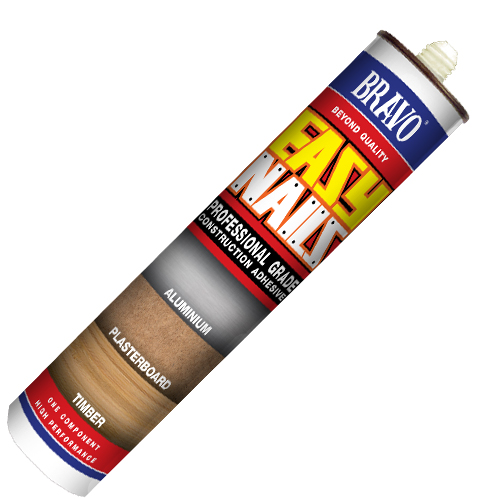 BRAVO®
BEYOND QUALITY
EASY
NAILS
PROFESSIONAL GRADE
CONSTRUCTION ADHESIVE
ALUMINIUM
PLASTERBOARD
TIMBER
ONE COMPONENT
HIGH PERFORMANCE